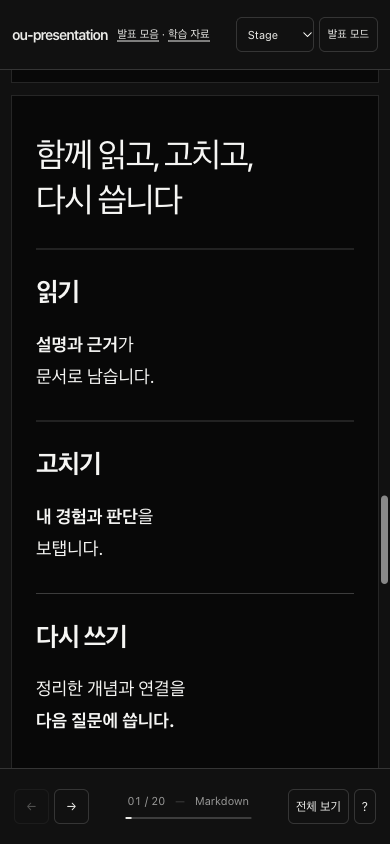 ou-presentation 발표 모음 · 학습 자료 Stage 발표 모드
함께 읽고, 고치고,
다시 씁니다
읽기
설명과 근거가
문서로 남습니다.
고치기
내 경험과 판단을
보탭니다.
다시 쓰기
정리한 개념과 연결을
다음 질문에 씁니다.
← → 01 / 20 — Markdown 전체 보기 ?